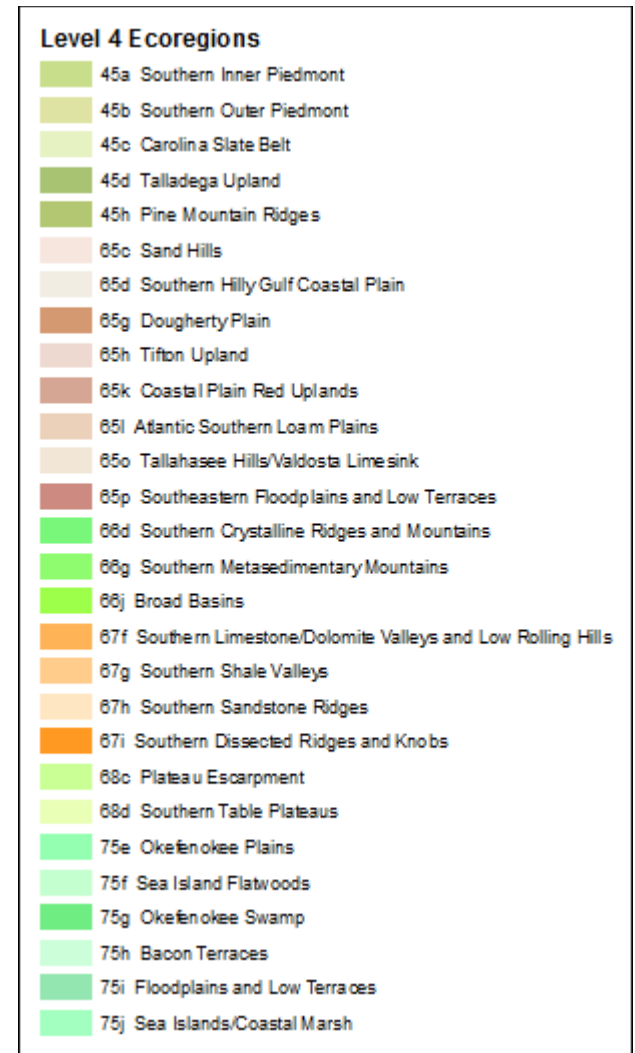 Level 4 Ecoregions
45a Southern Inner Piedmont
45b Southern Outer Piedmont
45c Carolina Slate Belt
45d Talladega Upland
45h Pine Mountain Ridges
65c Sand Hills
65d Southern Hilly Gulf Coastal Plain
65g Dougherty Plain
65h Tifton Upland
65k Coastal Plain Red Uplands
65l Atlantic Southern Loam Plains
65o Tallahasee Hills/Valdosta Limesink
65p Southeastern Floodplains and Low Terraces
66d Southern Crystalline Ridges and Mountains
66g Southern Metasedimentary Mountains
66j Broad Basins
67f Southern Limestone/Dolomite Valleys and Low Rolling Hills
67g Southern Shale Valleys
67h Southern Sandstone Ridges
67i Southern Dissected Ridges and Knobs
68c Plateau Escarpment
68d Southern Table Plateaus
75e Okefenokee Plains
75f Sea Island Flatwoods
75g Okefenokee Swamp
75h Bacon Terraces
75i Floodplains and Low Terraces
75j Sea Islands/Coastal Marsh